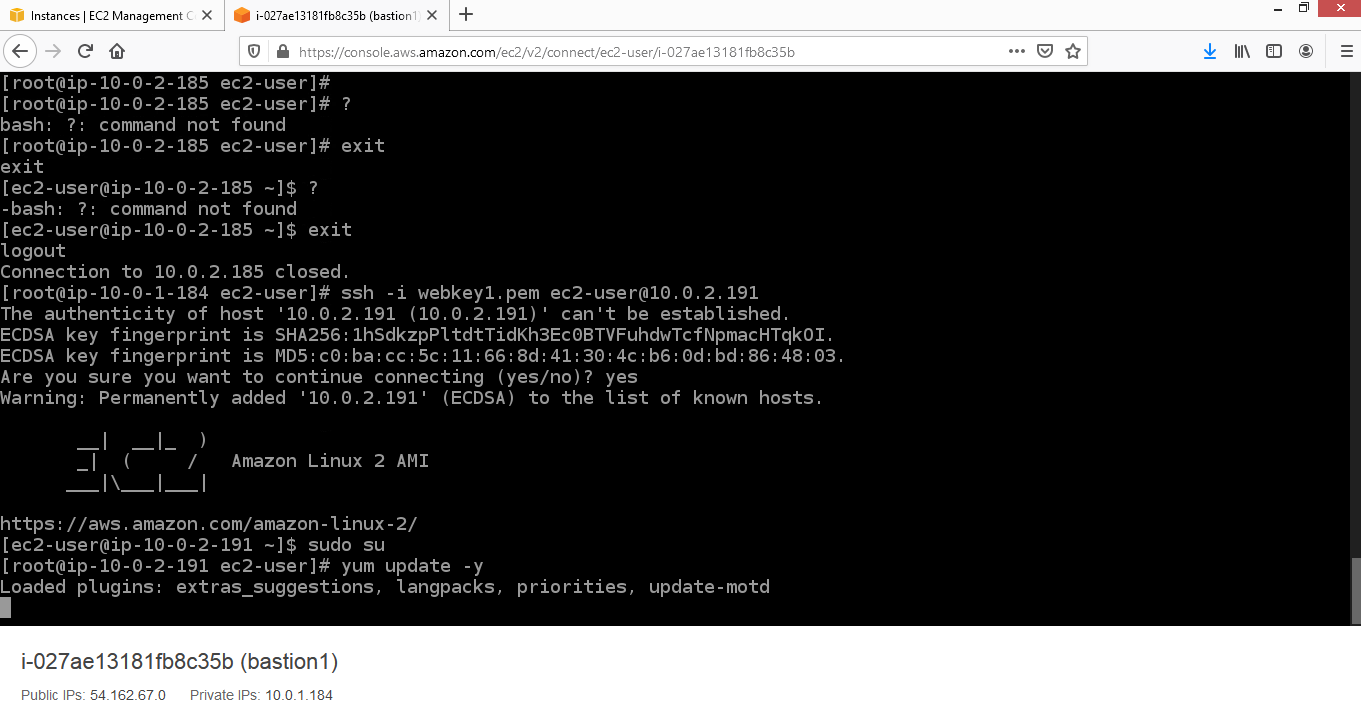 Instances | EC2 Management C
i-027ae13181fb8c35b (bastion1)
https://console.aws.amazon.com/ec2/v2/connect/ec2-user/i-027ae13181fb8c35b
[root@ip-10-0-2-185 ec2-user]#
[root@ip-10-0-2-185 ec2-user]# ?
bash: ?: command not found
[root@ip-10-0-2-185 ec2-user]# exit
exit
[ec2-user@ip-10-0-2-185 ~]$ ?
-bash: ?: command not found
[ec2-user@ip-10-0-2-185 ~]$ exit
logout
Connection to 10.0.2.185 closed.
[root@ip-10-0-1-184 ec2-user]# ssh -i webkey1.pem ec2-user@10.0.2.191
The authenticity of host '10.0.2.191 (10.0.2.191)' can't be established.
ECDSA key fingerprint is SHA256:1hSdkzpPltdtTidKh3Ec0BTVFuhdwTcfNpmacHTqkOI.
ECDSA key fingerprint is MD5:c0:ba:cc:5c:11:66:8d:41:30:4c:b6:0d:bd:86:48:03.
Are you sure you want to continue connecting (yes/no)? yes
Warning: Permanently added '10.0.2.191' (ECDSA) to the list of known hosts.
       __|  __|_  )
       _|  (     /   Amazon Linux 2 AMI
      ___|\___|___|
https://aws.amazon.com/amazon-linux-2/
[ec2-user@ip-10-0-2-191 ~]$ sudo su
[root@ip-10-0-2-191 ec2-user]# yum update -y
Loaded plugins: extras_suggestions, langpacks, priorities, update-motd
i-027ae13181fb8c35b (bastion1)
Public IPs: 54.162.67.0 Private IPs: 10.0.1.184